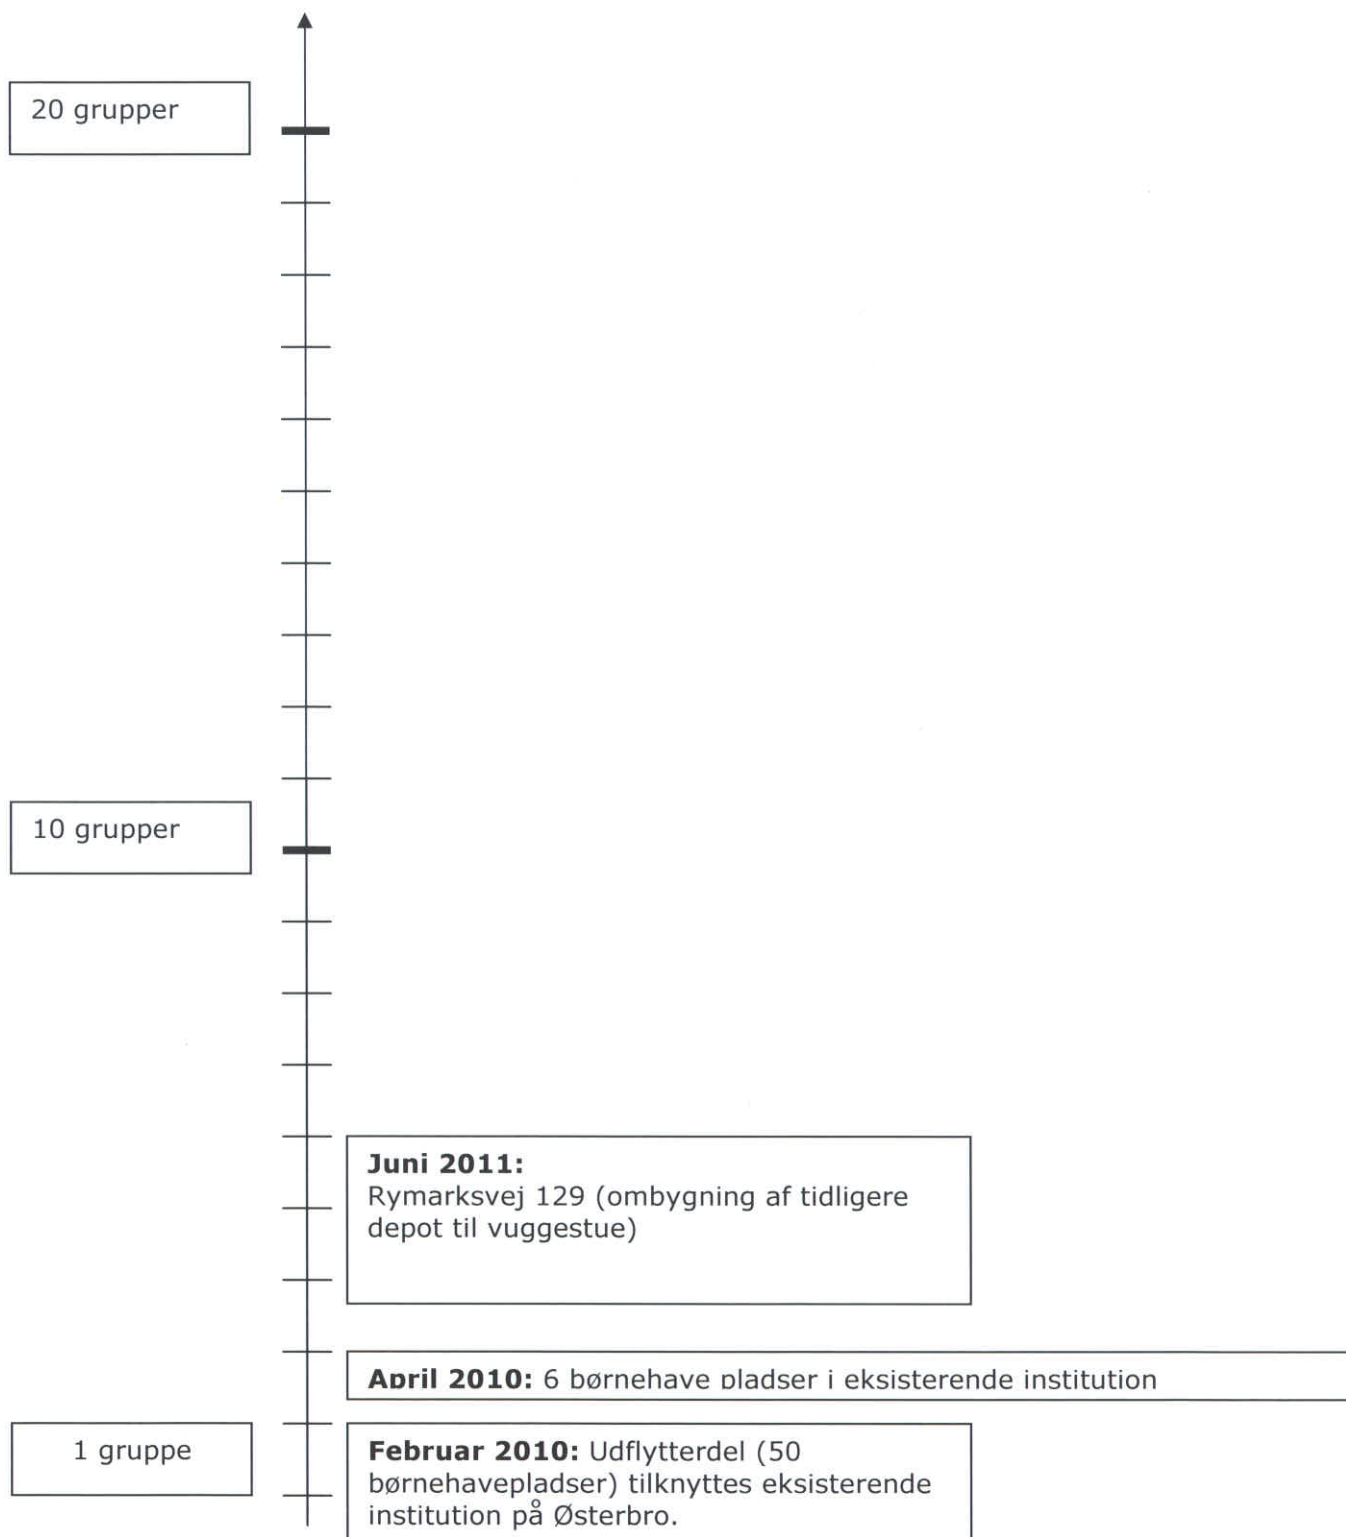 20 grupper
10 grupper
Juni 2011:
Rymarksvej 129 (ombygning af tidligere
depot til vuggestue)
April 2010: 6 børnehave pladser i eksisterende institution
1 gruppe
Februar 2010: Udflytterdel (50
børnehavepladser) tilknyttes eksisterende
institution på Østerbro.